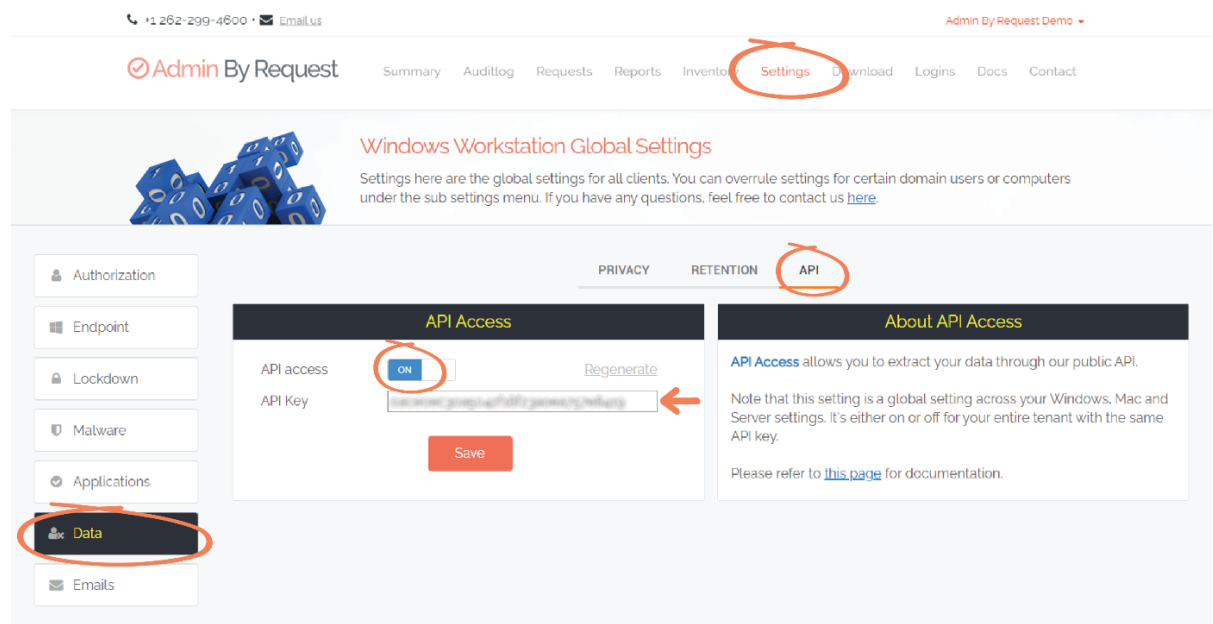 +1 262-299-4600 • Email us
Admin By Request Demo
Admin By Request
Summary Auditlog Requests Reports Inventory Settings Download Logins Docs Contact
Windows Workstation Global Settings
Settings here are the global settings for all clients. You can overrule settings for certain domain users or computers
under the sub settings menu. If you have any questions, feel free to contact us here.
Authorization
Endpoint
Lockdown
Malware
Applications
Data
Emails
PRIVACY RETENTION API
API Access
API access ON Regenerate
API Key
Save
About API Access
API Access allows you to extract your data through our public API.
Note that this setting is a global setting across your Windows, Mac and
Server settings. It's either on or off for your entire tenant with the same
API key.
Please refer to this page for documentation.